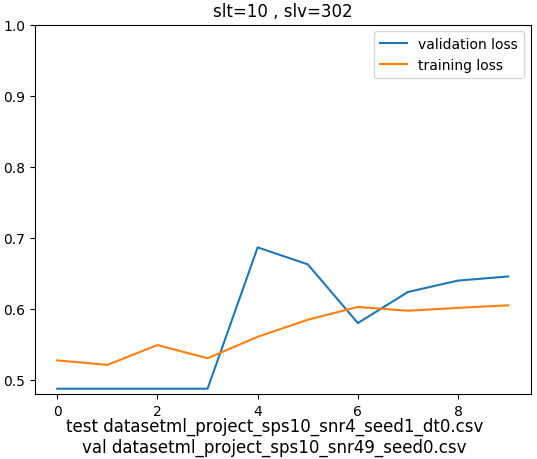 slt=10 , slv=302
1.0
validation loss
training loss
0.9
0.8
0.7
0.6
0.5
0 2 4 6 8
test datasetml_project_sps10_snr4_seed1_dt0.csv
val datasetml_project_sps10_snr49_seed0.csv